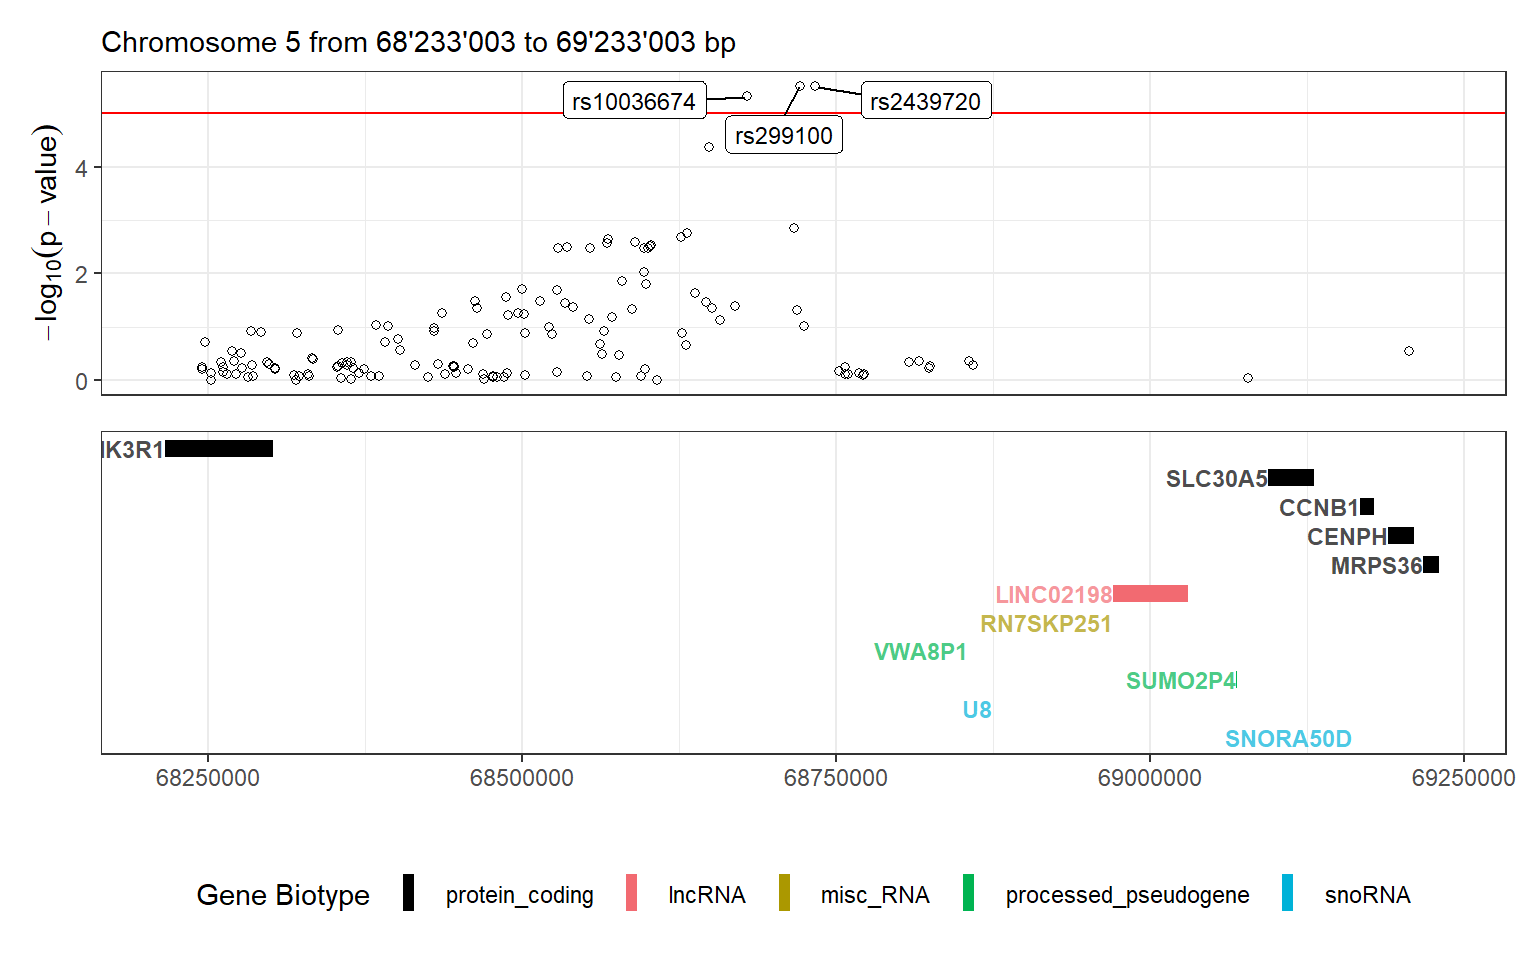 Chromosome 5 from 68'233'003 to 69'233'003 bp
rs10036674
rs2439720
rs299100
−log10(p − value)
4
2
0
IK3R1
SLC30A5
CCNB1
CENPH
MRPS36
LINC02198
RN7SKP251
VWA8P1
SUMO2P4
U8
SNORA50D
68250000 68500000 68750000 69000000 69250000
Gene Biotype protein_coding lncRNA misc_RNA processed_pseudogene snoRNA